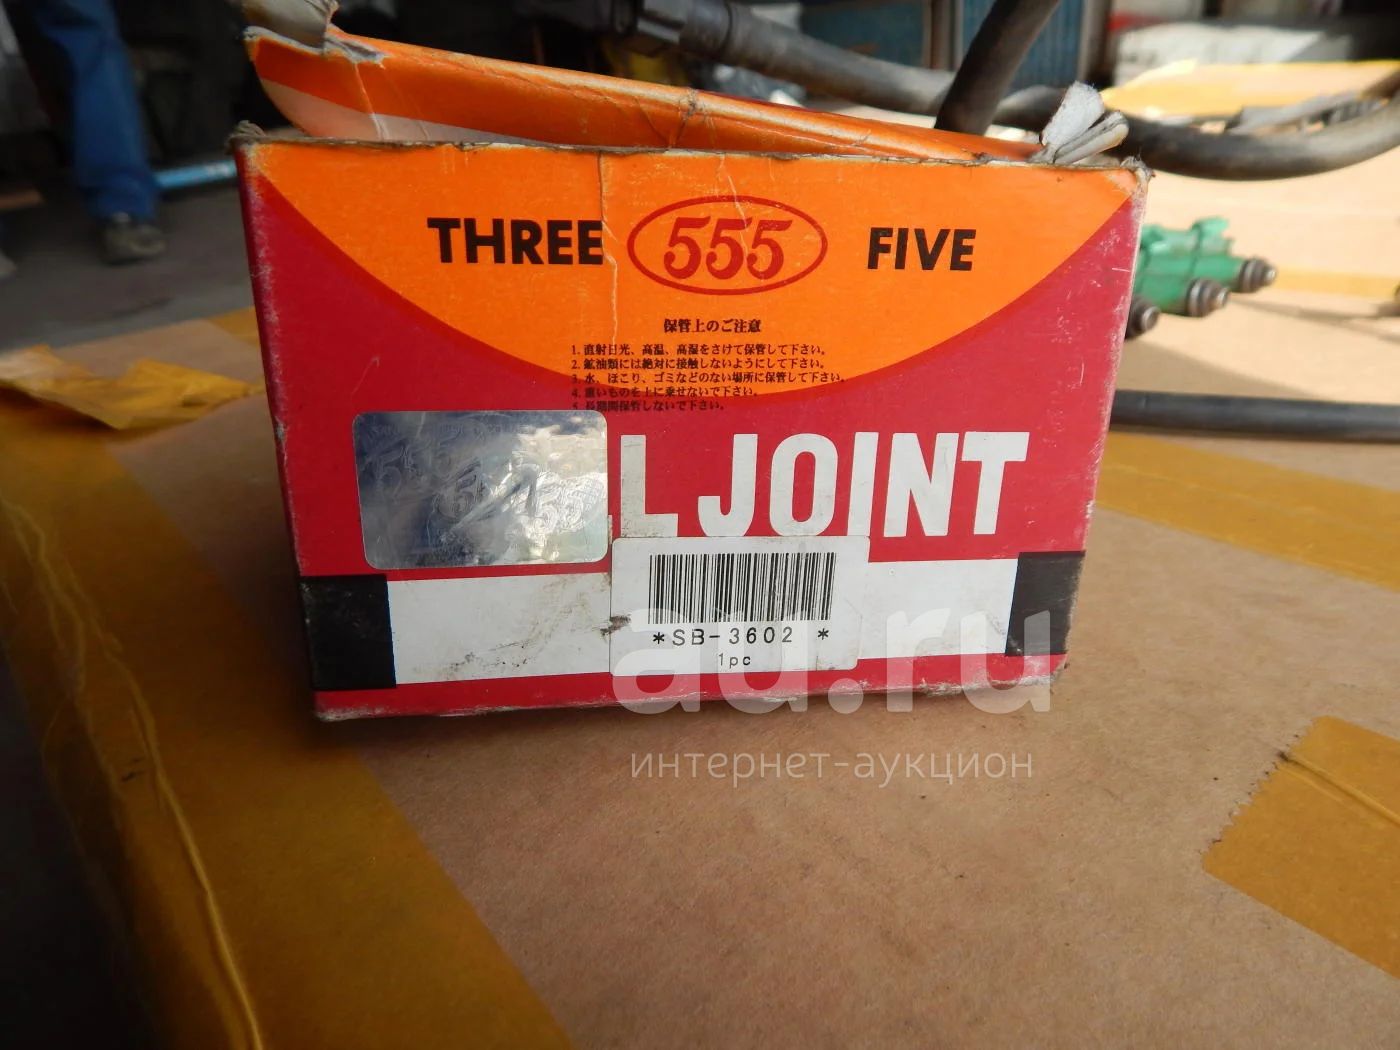 THREE 555 FIVE
保管上のご注意
1. 直射日光、高温、高湿をさけて保管して下さい。
2. 鉱油類には絶対に接触しないようにして下さい。
3. 水、ほこり、ゴミなどのない場所に保管して下さい。
4. 重いものを上に乗せないで下さい。
5. 長期間保管しないで下さい。
L JOINT
*SB-3602 *
1pc
au.ru
интернет-аукцион